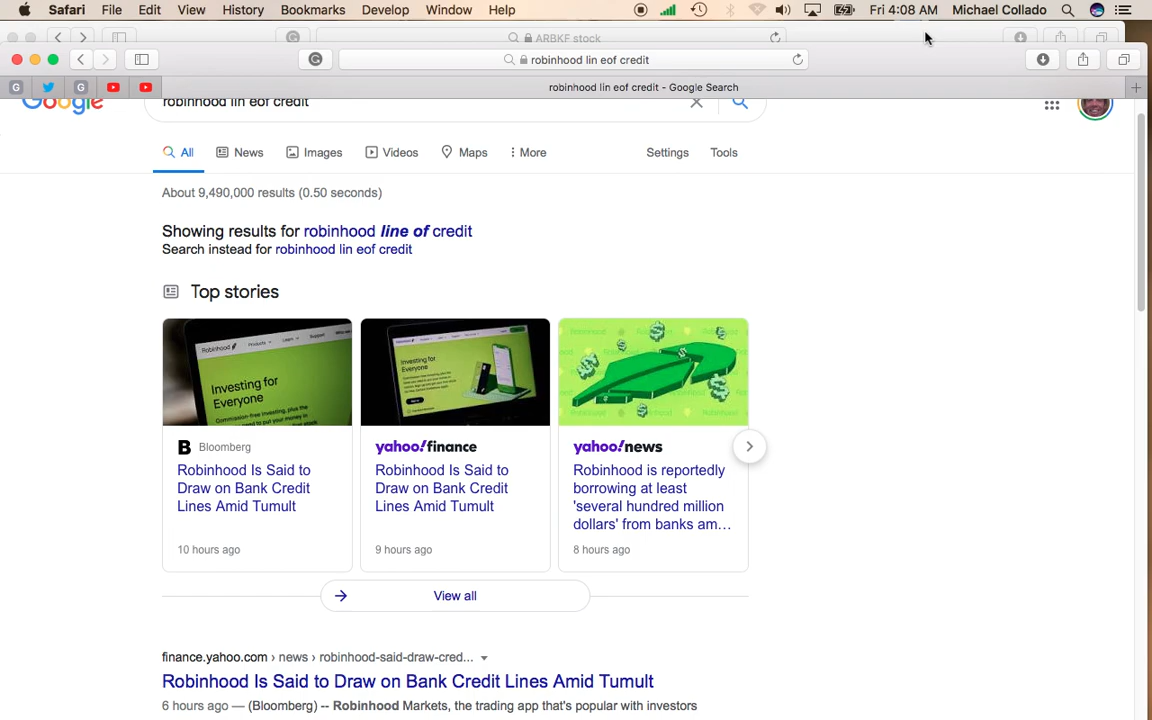 Safari File Edit View History Bookmarks Develop Window Help Fri 4:08 AM Michael Collado
ARBKF stock
robinhood lin eof credit
robinhood lin eof credit - Google Search
Google robinhood lin eof credit
All News Images Videos Maps More Settings Tools
About 9,490,000 results (0.50 seconds)
Showing results for robinhood line of credit
Search instead for robinhood lin eof credit
Top stories
B Bloomberg
Robinhood Is Said to
Draw on Bank Credit
Lines Amid Tumult
10 hours ago
yahoo!finance
Robinhood Is Said to
Draw on Bank Credit
Lines Amid Tumult
9 hours ago
yahoo!news
Robinhood is reportedly
borrowing at least
'several hundred million
dollars' from banks am...
8 hours ago
View all
finance.yahoo.com › news › robinhood-said-draw-cred...
Robinhood Is Said to Draw on Bank Credit Lines Amid Tumult
6 hours ago — (Bloomberg) -- Robinhood Markets, the trading app that's popular with investors